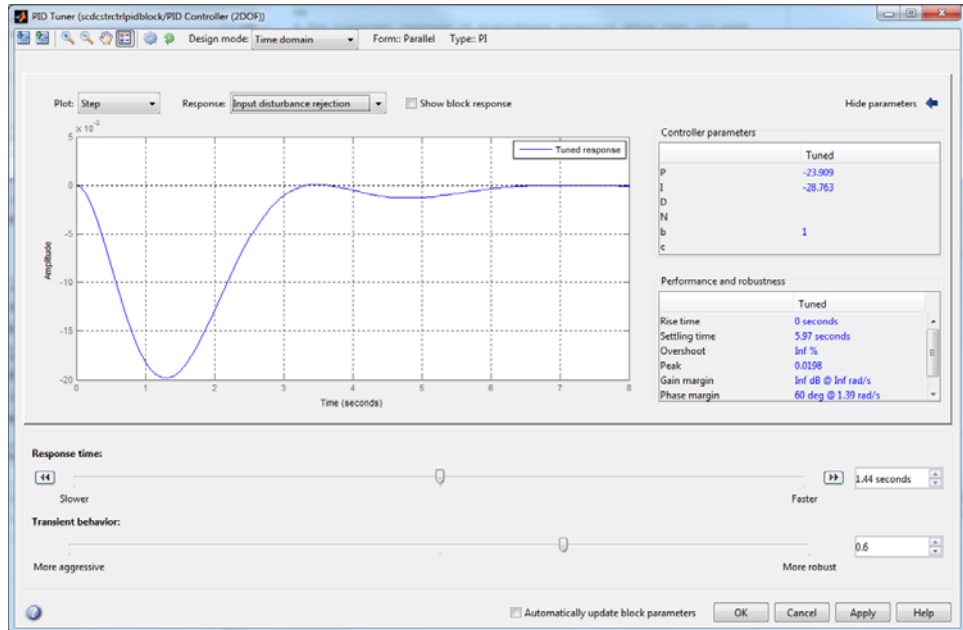 PID Tuner (scdcstrctrlpidblock/PID Controller (2DOF))
Design mode: Time domain Form:: Parallel Type:: PI
Plot: Step Response: Input disturbance rejection Show block response Hide parameters
x 10⁻³
5
0
-5
-10
-15
-20
Amplitude
0 1 2 3 4 5 6 7 8
Time (seconds)
Tuned response
Controller parameters
Tuned
P -23.909
I -28.763
D
N
b 1
c
Performance and robustness
Tuned
Rise time 0 seconds
Settling time 5.97 seconds
Overshoot Inf %
Peak 0.0198
Gain margin Inf dB @ Inf rad/s
Phase margin 60 deg @ 1.39 rad/s
Response time:
1.44 seconds
Slower Faster
Transient behavior:
0.6
More aggressive More robust
Automatically update block parameters OK Cancel Apply Help